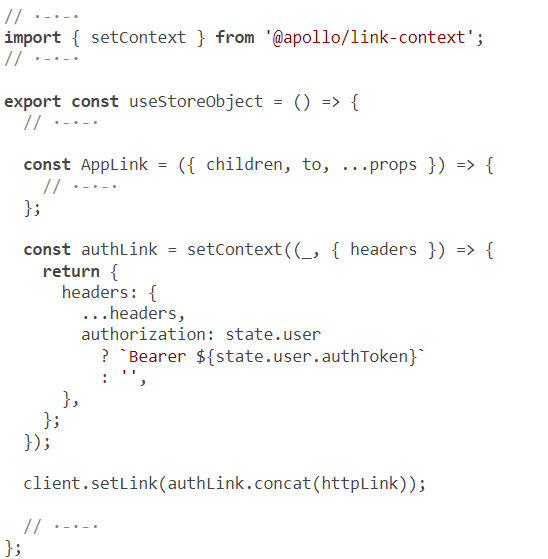 // ·-·-·
import { setContext } from '@apollo/link-context';
// ·-·-·

export const useStoreObject = () => {
  // ·-·-·

  const AppLink = ({ children, to, ...props }) => {
    // ·-·-·
  };

  const authLink = setContext((_, { headers }) => {
    return {
      headers: {
        ...headers,
        authorization: state.user
          ? `Bearer ${state.user.authToken}`
          : '',
      },
    };
  });

  client.setLink(authLink.concat(httpLink));

  // ·-·-·
};